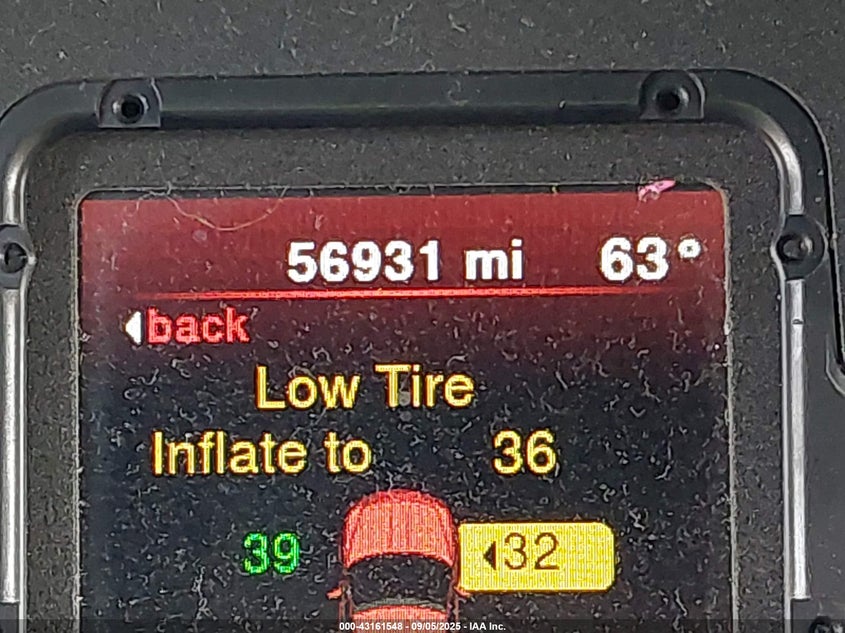 56931 mi 63°
back
Low Tire
Inflate to 36
39 32
000-43161548 - 09/05/2025 - IAA Inc.